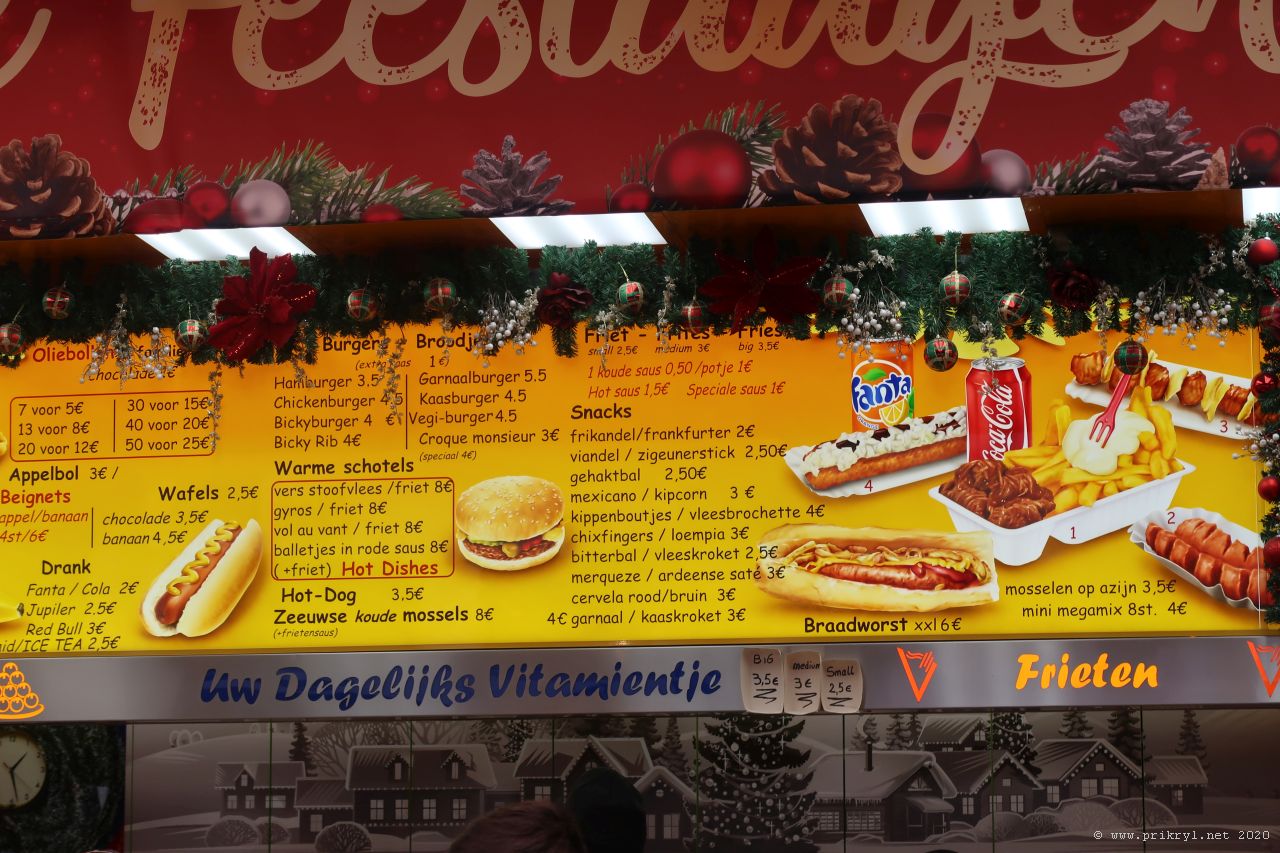 Feestdagen
Oliebol'
chocolade
7 voor 5€
13 voor 8€
20 voor 12€
30 voor 15€
40 voor 20€
50 voor 25€
Appelbol 3€ /
Beignets
appel/banaan
4st/6€
Wafels 2,5€
chocolade 3,5€
banaan 4,5€
Drank
Fanta / Cola 2€
Jupiler 2.5€
Red Bull 3€
/ICE TEA 2,5€
Burger
Hamburger 3.5
Chickenburger 4,5
Bickyburger 4 €
Bicky Rib 4€
Broodj
1€)
Garnaalburger 5.5
Kaasburger 4.5
Vegi-burger 4.5
Croque monsieur 3€
(speciaal 4€)
Warme schotels
vers stoofvlees /friet 8€
gyros / friet 8€
vol au vant / friet 8€
balletjes in rode saus 8€
( +friet) Hot Dishes
Hot-Dog 3,5€
Zeeuwse koude mossels 8€
(+frietensaus)
Friet - Frites - Fries
small 2,5€ medium 3€ big 3.5€
1 koude saus 0,50 /potje 1€
Hot saus 1,5€ Speciale saus 1€
Snacks
frikandel/frankfurter 2€
viandel / zigeunerstick 2,50€
gehaktbal 2,50€
mexicano / kipcorn 3 €
kippenboutjes / vleesbrochette 4€
chixfingers / loempia 3€
bitterbal / vleeskroket 2,5€
merqueze / ardeense saté 3€
cervela rood/bruin 3€
4€ garnaal / kaaskroket 3€
Fanta
ORANGE
Coca-Cola
4
3
1
2
Braadworst xxl 6€
mosselen op azijn 3,5€
mini megamix 8st. 4€
Uw Dagelijks Vitamientje
BIG
3,5€
Medium
3€
Small
2,5€
Frieten
© www.prikryl.net 2020